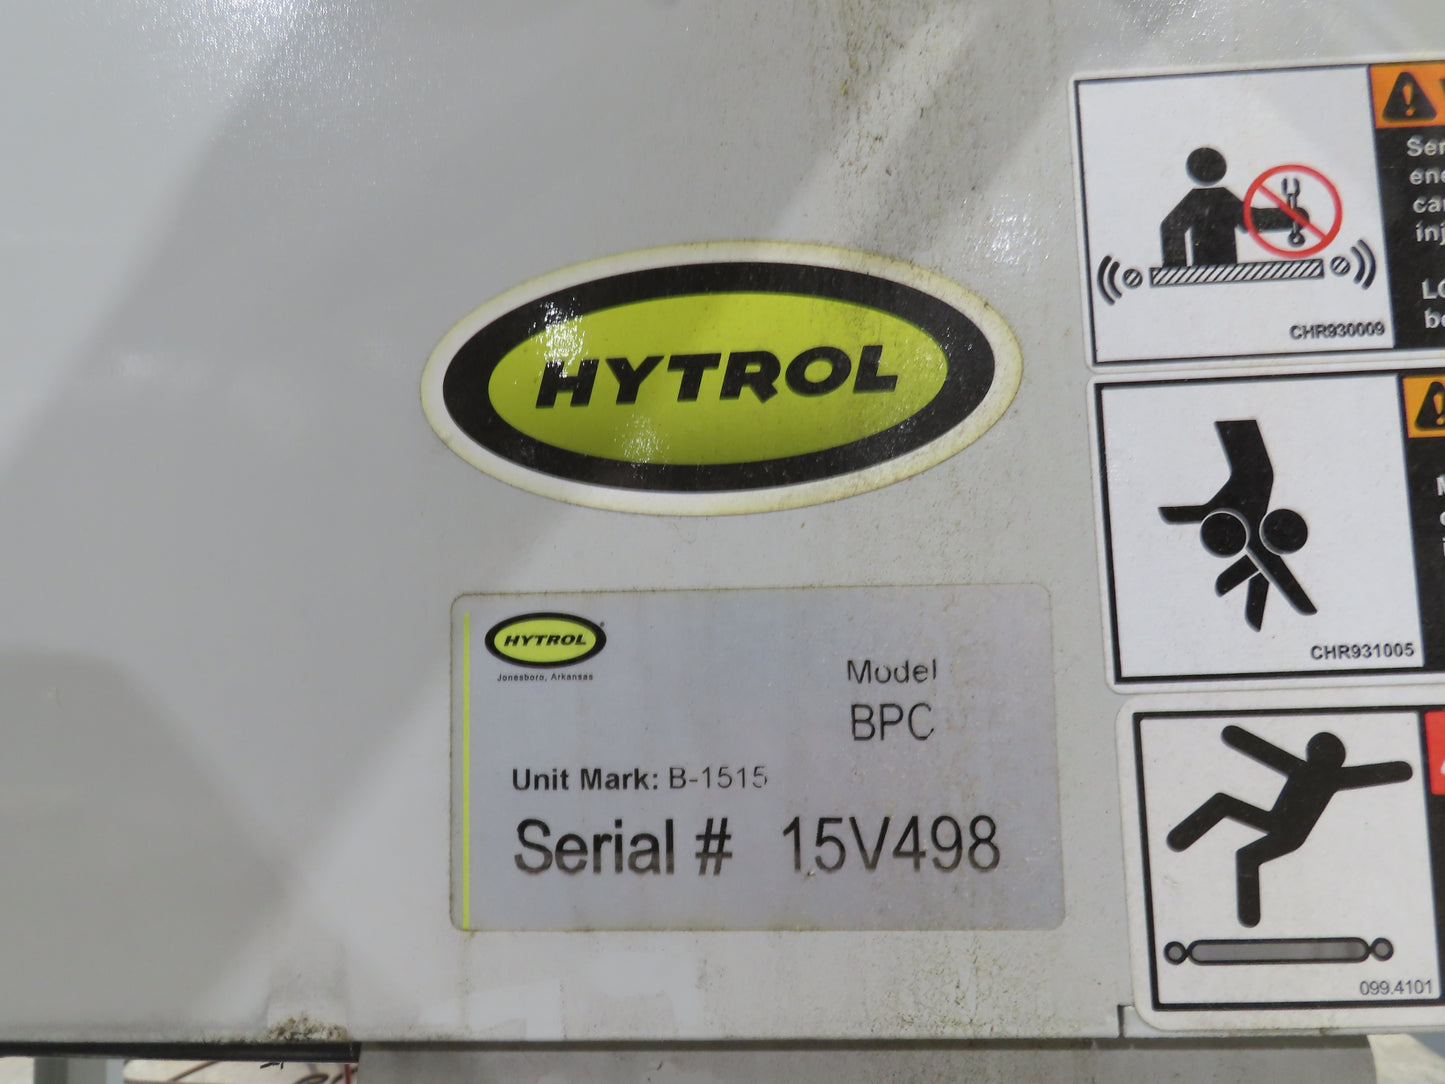 HYTROL
HYTROL
Jonesboro, Arkansas
Model
BPC
Unit Mark: B-1515
Serial # 15V498
CHR930009
CHR931005
099.4101